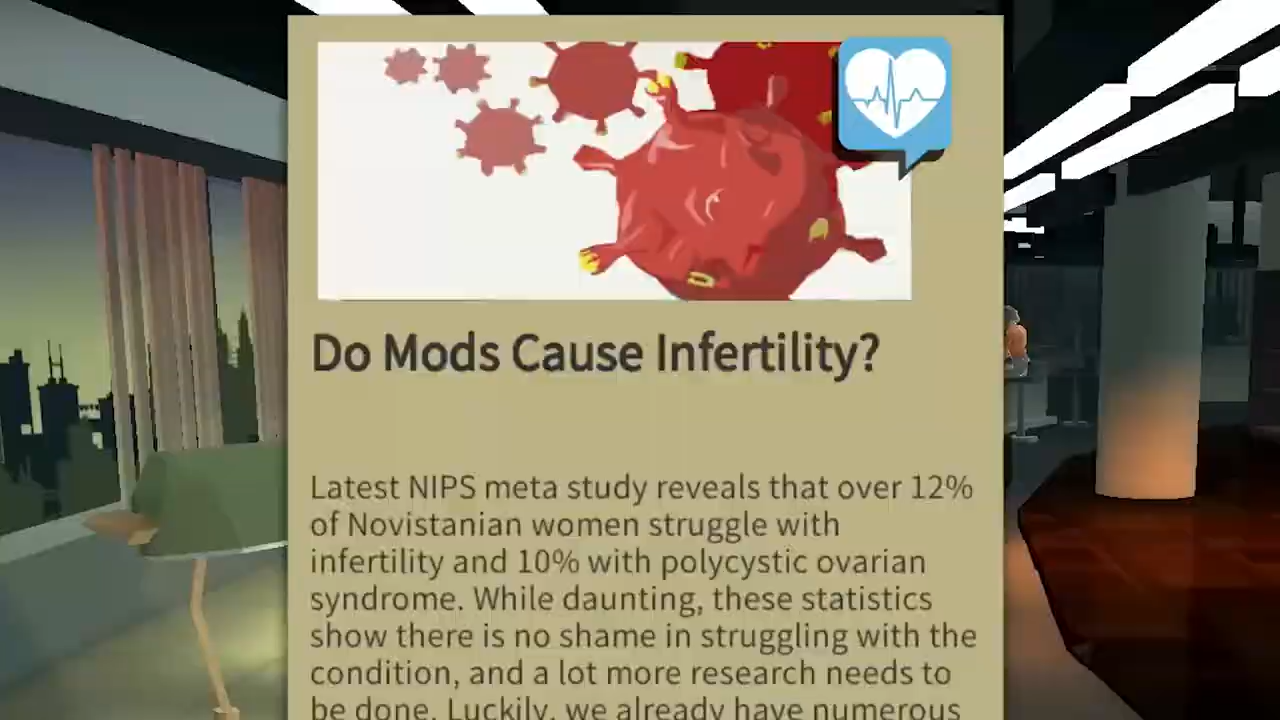 Do Mods Cause Infertility?
Latest NIPS meta study reveals that over 12%
of Novistanian women struggle with
infertility and 10% with polycystic ovarian
syndrome. While daunting, these statistics
show there is no shame in struggling with the
condition, and a lot more research needs to
be done. Luckily, we already have numerous